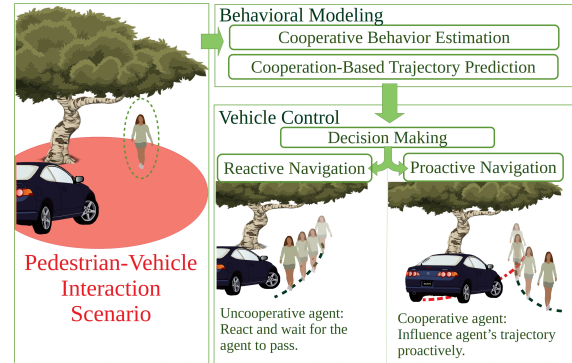 Behavioral Modeling
Cooperative Behavior Estimation
Cooperation-Based Trajectory Prediction
Vehicle Control
Decision Making
Reactive Navigation
Proactive Navigation
Pedestrian-Vehicle
Interaction
Scenario
Uncooperative agent:
React and wait for the
agent to pass.
Cooperative agent:
Influence agent's trajectory
proactively.